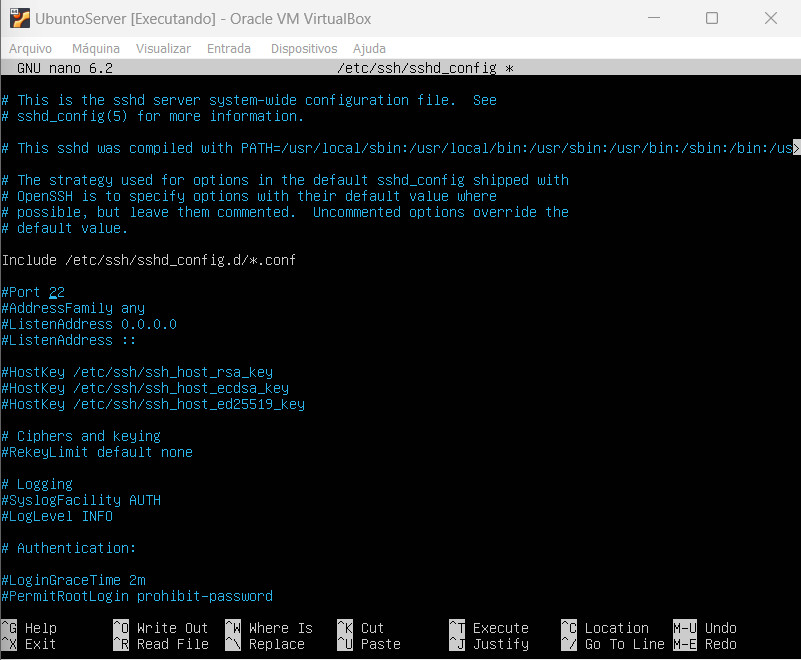 UbuntoServer [Executando] - Oracle VM VirtualBox
Arquivo Máquina Visualizar Entrada Dispositivos Ajuda
GNU nano 6.2 /etc/ssh/sshd_config *
# This is the sshd server system-wide configuration file.  See
# sshd_config(5) for more information.
# This sshd was compiled with PATH=/usr/local/sbin:/usr/local/bin:/usr/sbin:/usr/bin:/sbin:/bin:/us>
# The strategy used for options in the default sshd_config shipped with
# OpenSSH is to specify options with their default value where
# possible, but leave them commented.  Uncommented options override the
# default value.
Include /etc/ssh/sshd_config.d/*.conf
#Port 22
#AddressFamily any
#ListenAddress 0.0.0.0
#ListenAddress ::
#HostKey /etc/ssh/ssh_host_rsa_key
#HostKey /etc/ssh/ssh_host_ecdsa_key
#HostKey /etc/ssh/ssh_host_ed25519_key
# Ciphers and keying
#RekeyLimit default none
# Logging
#SyslogFacility AUTH
#LogLevel INFO
# Authentication:
#LoginGraceTime 2m
#PermitRootLogin prohibit-password
^G Help ^O Write Out ^W Where Is ^K Cut ^T Execute ^C Location M-U Undo
^X Exit ^R Read File ^\ Replace ^U Paste ^J Justify ^/ Go To Line M-E Redo